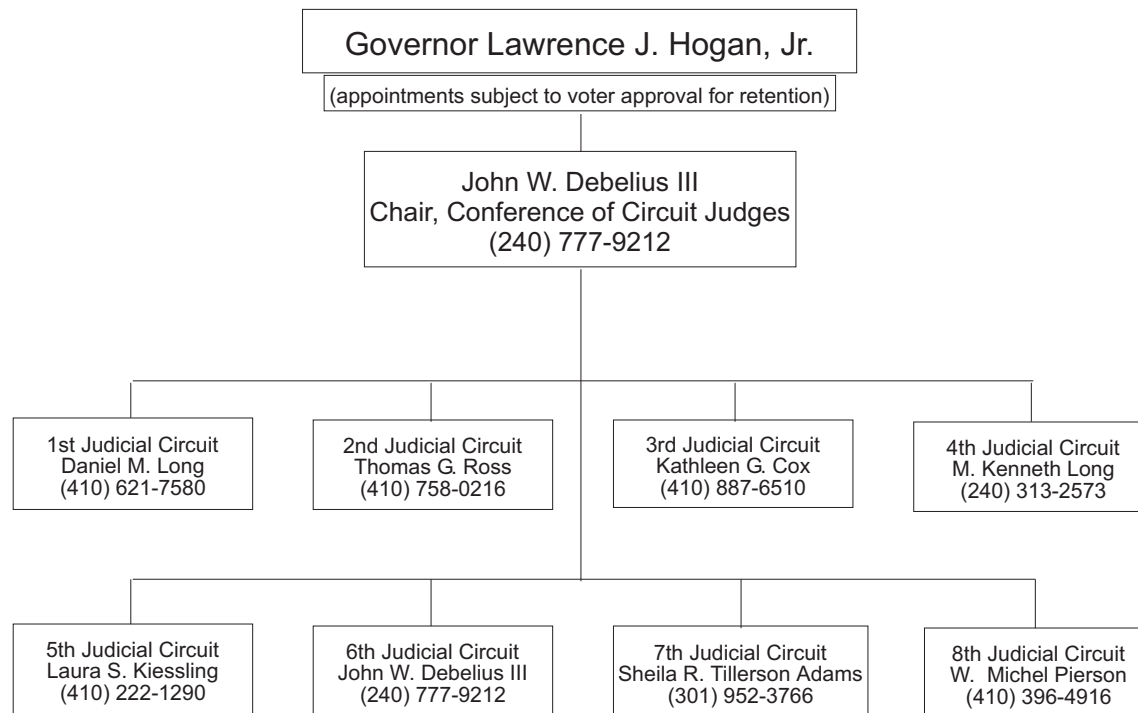 Governor Lawrence J. Hogan, Jr.
(appointments subject to voter approval for retention)
John W. Debelius III
Chair, Conference of Circuit Judges
(240) 777-9212
1st Judicial Circuit
Daniel M. Long
(410) 621-7580
2nd Judicial Circuit
Thomas G. Ross
(410) 758-0216
3rd Judicial Circuit
Kathleen G. Cox
(410) 887-6510
4th Judicial Circuit
M. Kenneth Long
(240) 313-2573
5th Judicial Circuit
Laura S. Kiessling
(410) 222-1290
6th Judicial Circuit
John W. Debelius III
(240) 777-9212
7th Judicial Circuit
Sheila R. Tillerson Adams
(301) 952-3766
8th Judicial Circuit
W. Michel Pierson
(410) 396-4916